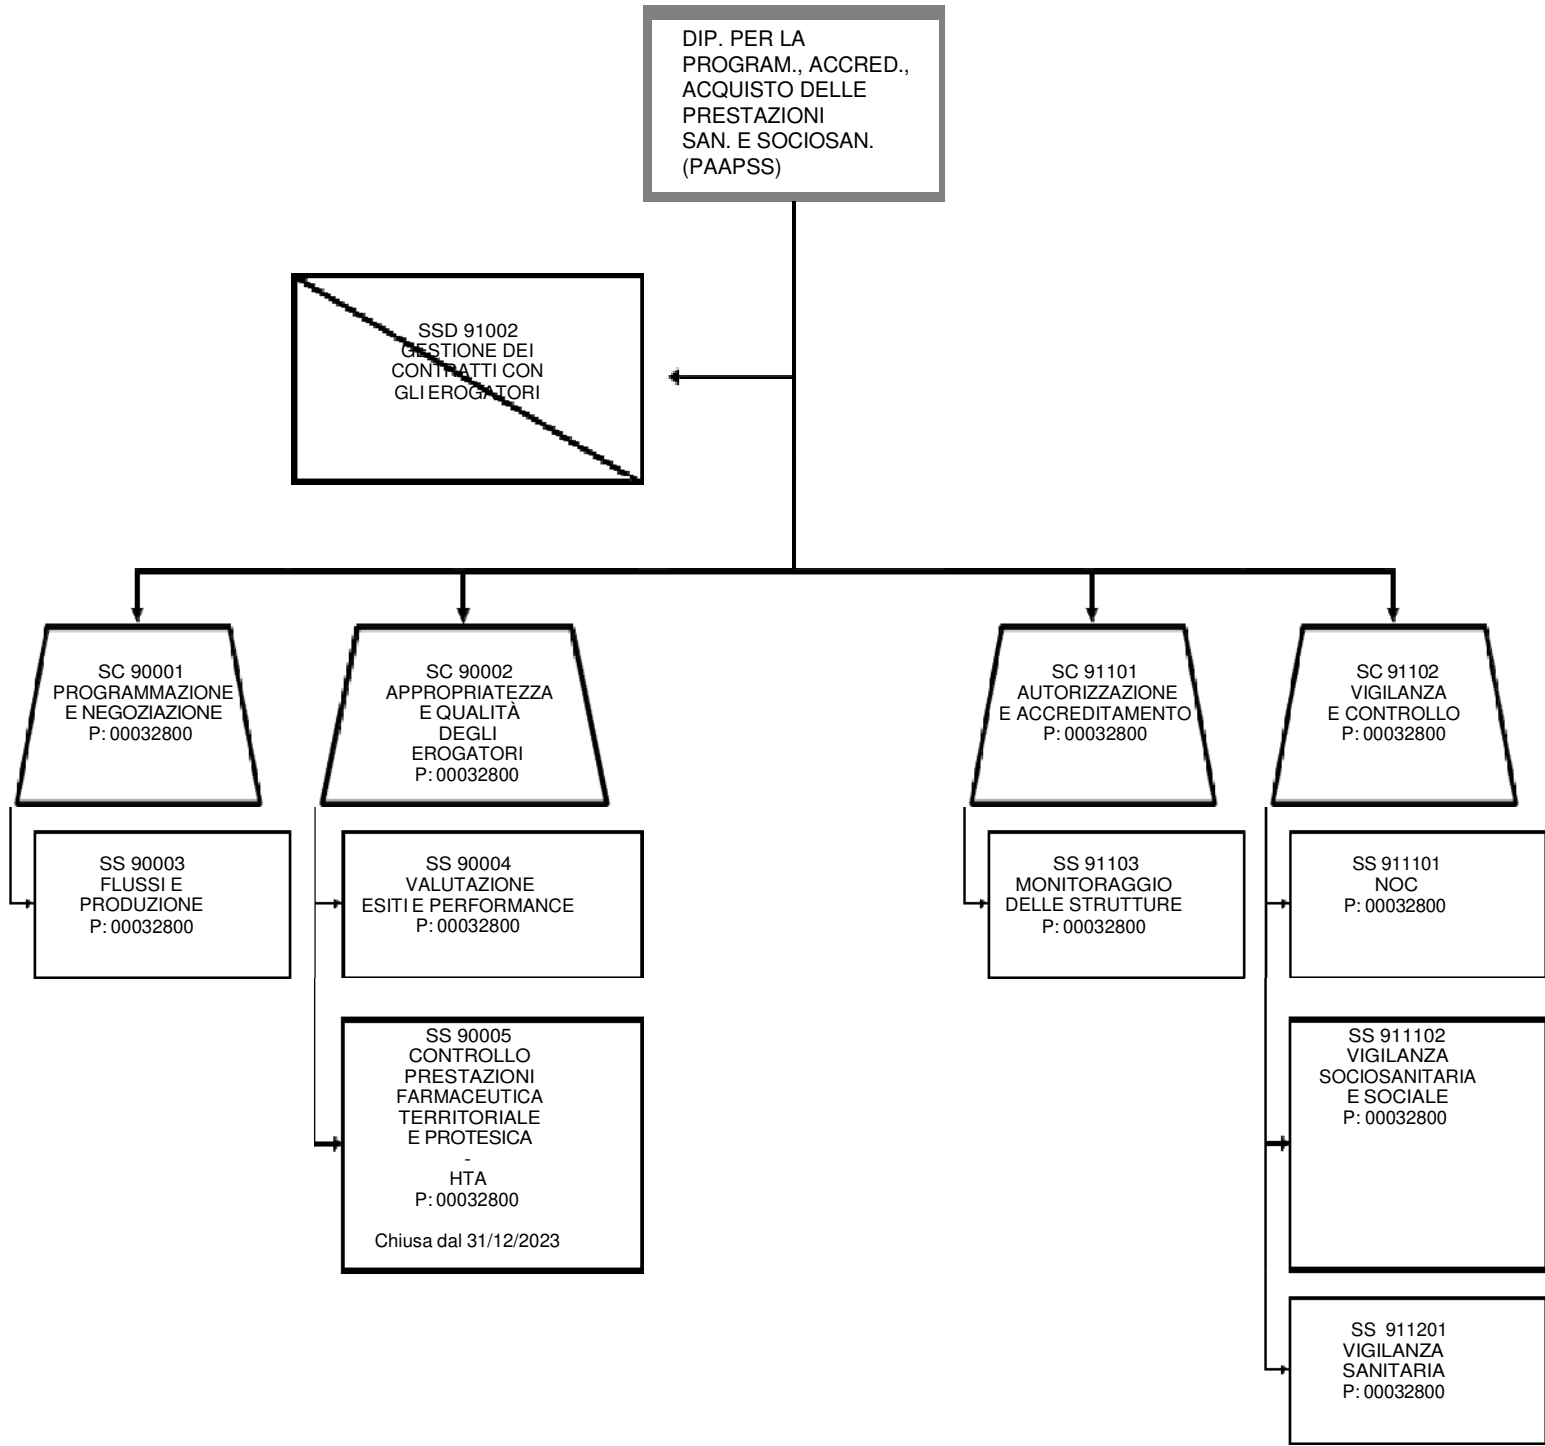 DIP. PER LA
PROGRAM., ACCRED.,
ACQUISTO DELLE
PRESTAZIONI
SAN. E SOCIOSAN.
(PAAPSS)
SSD 91002
GESTIONE DEI
CONTRATTI CON
GLI EROGATORI
SC 90001
PROGRAMMAZIONE
E NEGOZIAZIONE
P: 00032800
SC 90002
APPROPRIATEZZA
E QUALITÀ
DEGLI
EROGATORI
P: 00032800
SC 91101
AUTORIZZAZIONE
E ACCREDITAMENTO
P: 00032800
SC 91102
VIGILANZA
E CONTROLLO
P: 00032800
SS 90003
FLUSSI E
PRODUZIONE
P: 00032800
SS 90004
VALUTAZIONE
ESITI E PERFORMANCE
P: 00032800
SS 91103
MONITORAGGIO
DELLE STRUTTURE
P: 00032800
SS 911101
NOC
P: 00032800
SS 90005
CONTROLLO
PRESTAZIONI
FARMACEUTICA
TERRITORIALE
E PROTESICA
-
HTA
P: 00032800
Chiusa dal 31/12/2023
SS 911102
VIGILANZA
SOCIOSANITARIA
E SOCIALE
P: 00032800
SS 911201
VIGILANZA
SANITARIA
P: 00032800